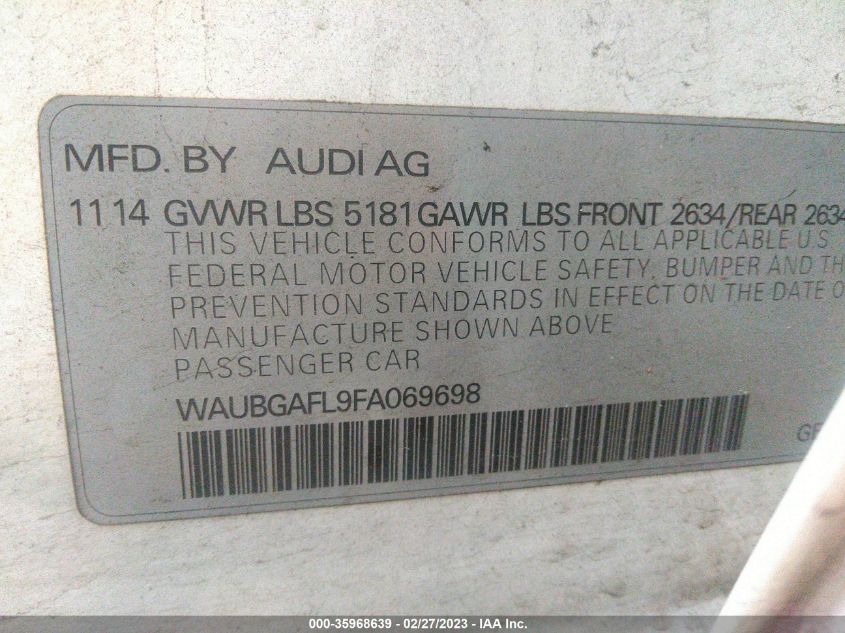 MFD. BY AUDI AG
11 14 GVWR LBS 5181 GAWR LBS FRONT 2634/REAR 2634
THIS VEHICLE CONFORMS TO ALL APPLICABLE U S
FEDERAL MOTOR VEHICLE SAFETY, BUMPER AND TH
PREVENTION STANDARDS IN EFFECT ON THE DATE O
MANUFACTURE SHOWN ABOVE
PASSENGER CAR
WAUBGAFL9FA069698
GE
000-35968639 - 02/27/2023 - IAA Inc.